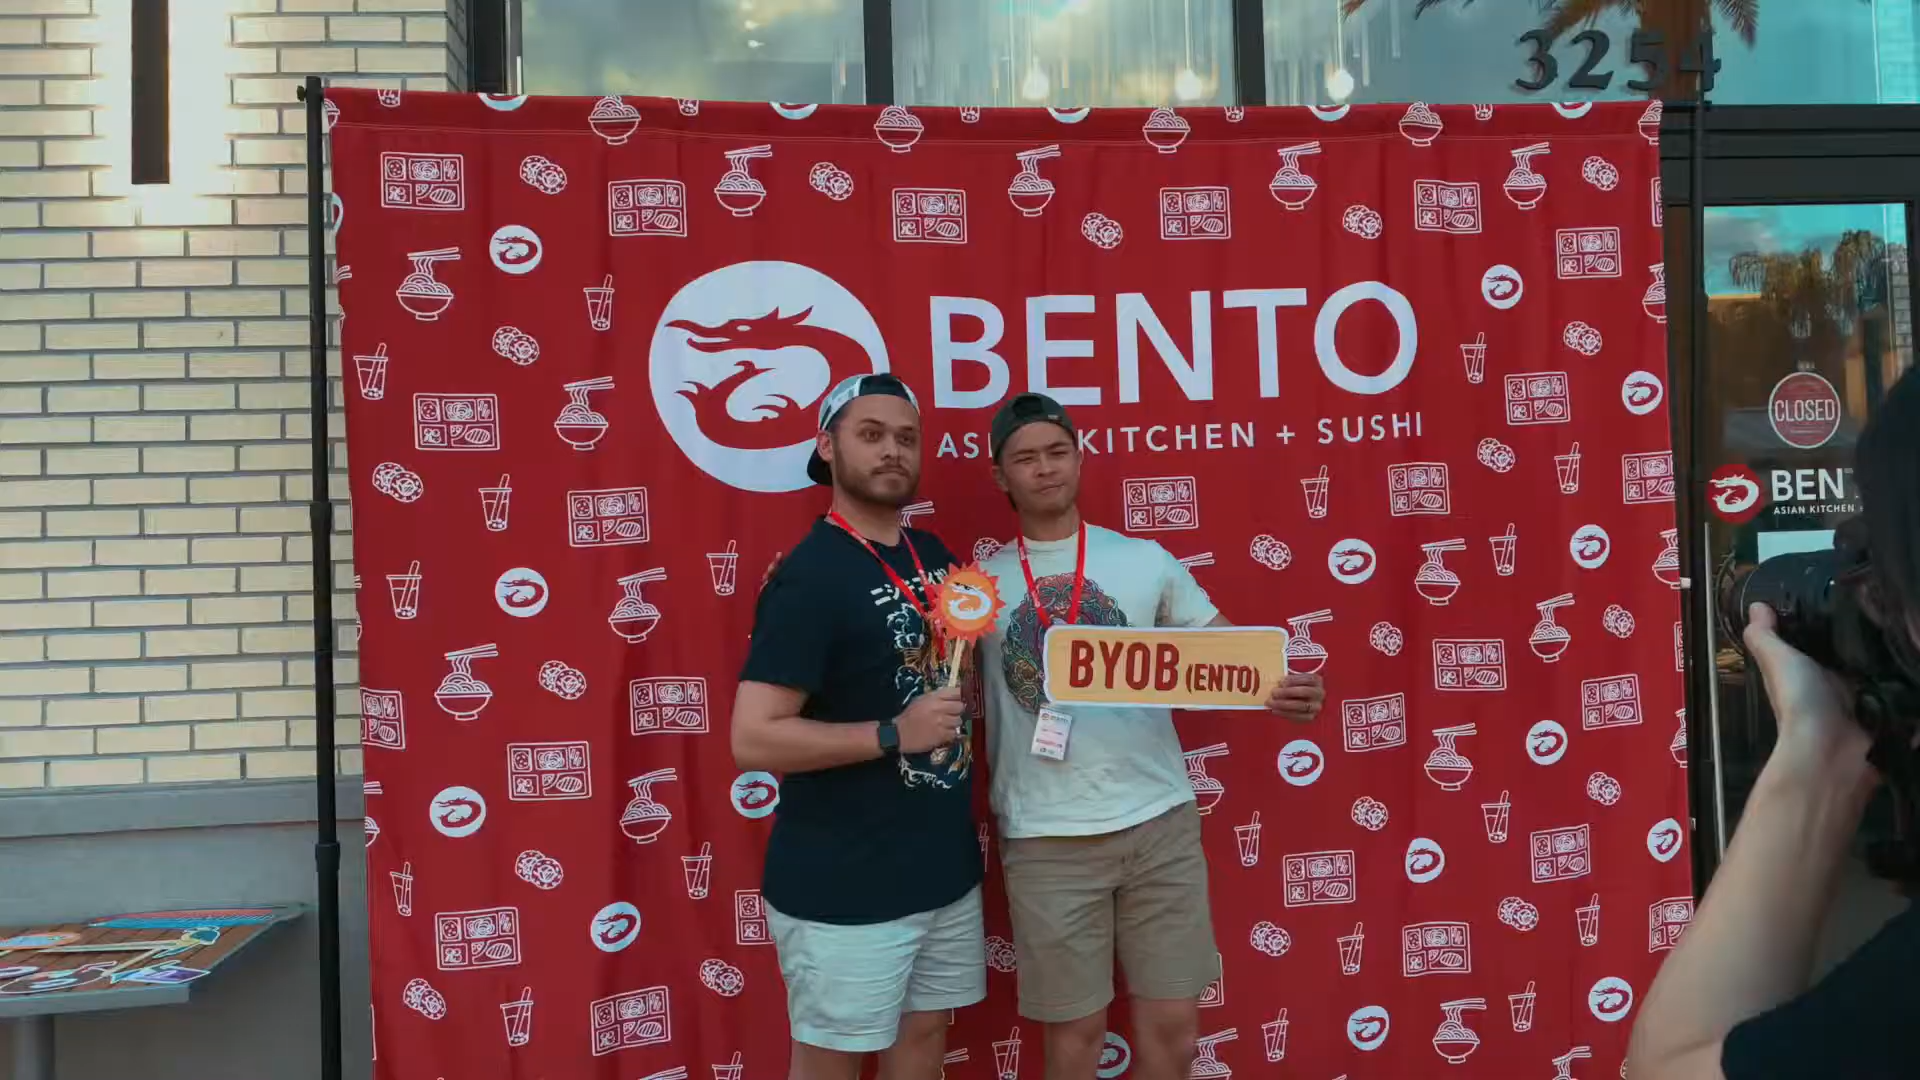 3254
BENTO
ASI KITCHEN + SUSHI
CLOSED
BEN
ASIAN KITCHEN
BYOB (ENTO)